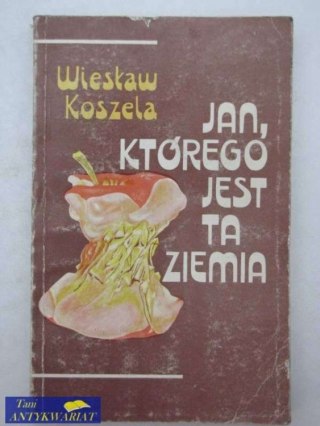 Wiesław
Koszela
JAN,
KTÓREGO
JEST
TA
ZIEMIA
Tani
ANTYKWARIAT